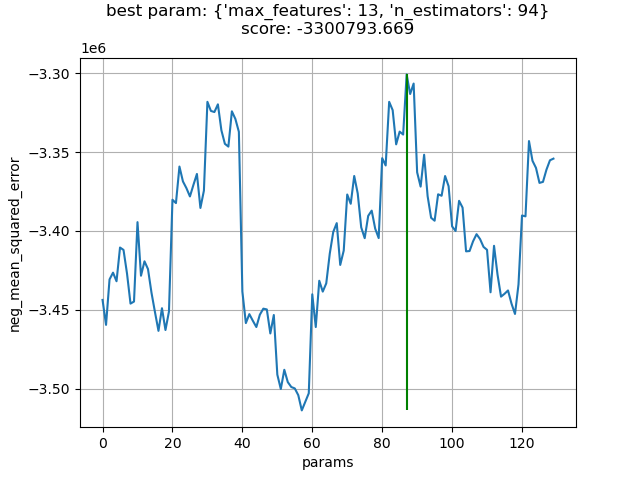 best param: {'max_features': 13, 'n_estimators': 94}
score: -3300793.669
1e6
−3.30
−3.35
−3.40
−3.45
−3.50
neg_mean_squared_error
0 20 40 60 80 100 120
params